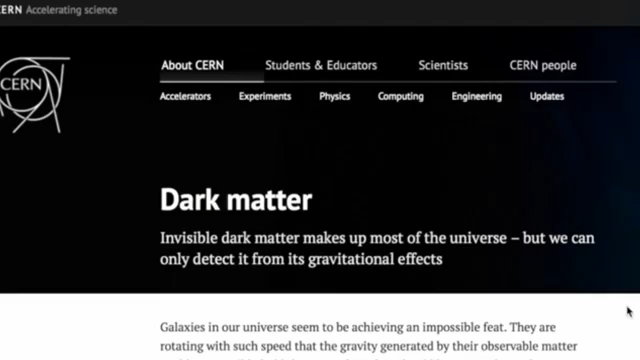 CERN Accelerating science
CERN
About CERN Students & Educators Scientists CERN people
Accelerators Experiments Physics Computing Engineering Updates
Dark matter
Invisible dark matter makes up most of the universe – but we can
only detect it from its gravitational effects
Galaxies in our universe seem to be achieving an impossible feat. They are
rotating with such speed that the gravity generated by their observable matter